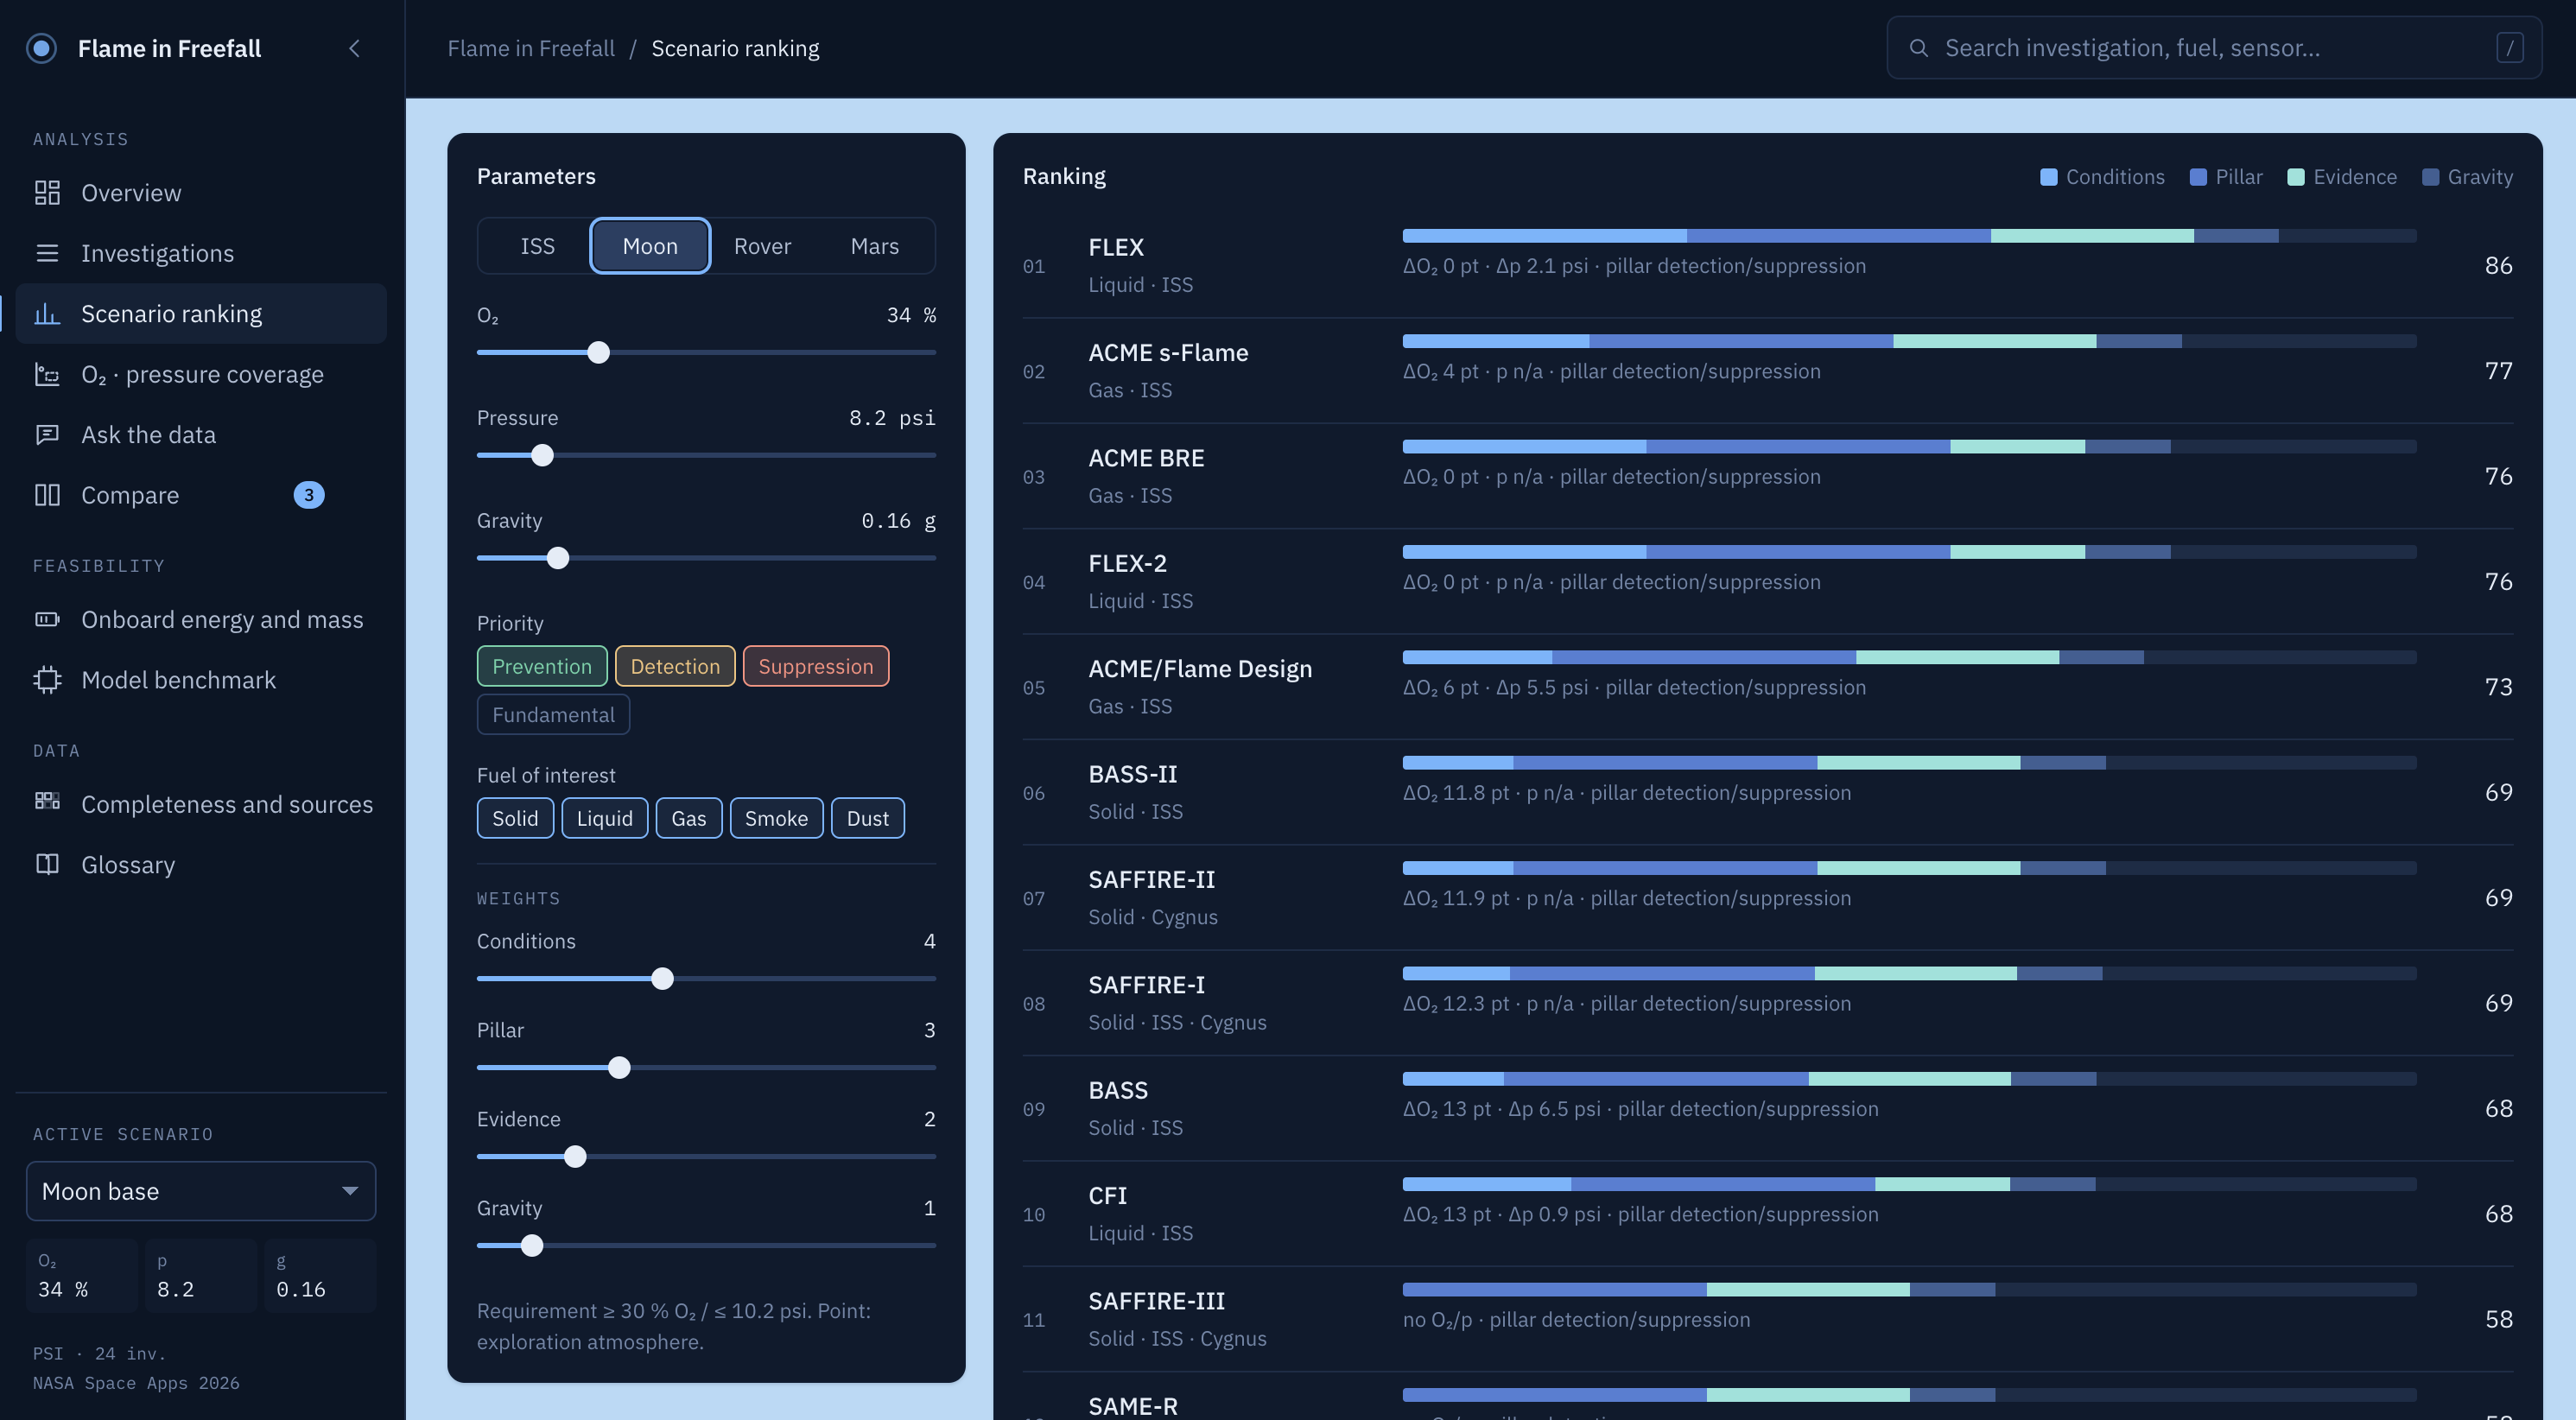 Flame in Freefall
ANALYSIS
Overview
Investigations
Scenario ranking
O₂ · pressure coverage
Ask the data
Compare 3
FEASIBILITY
Onboard energy and mass
Model benchmark
DATA
Completeness and sources
Glossary
ACTIVE SCENARIO
Moon base
O₂ p g
34 % 8.2 0.16
PSI · 24 inv.
NASA Space Apps 2026
Flame in Freefall / Scenario ranking
Search investigation, fuel, sensor... /
Parameters
ISS Moon Rover Mars
O₂ 34 %
Pressure 8.2 psi
Gravity 0.16 g
Priority
Prevention Detection Suppression
Fundamental
Fuel of interest
Solid Liquid Gas Smoke Dust
WEIGHTS
Conditions 4
Pillar 3
Evidence 2
Gravity 1
Requirement ≥ 30 % O₂ / ≤ 10.2 psi. Point:
exploration atmosphere.
Ranking Conditions Pillar Evidence Gravity
01 FLEX
Liquid · ISS
ΔO₂ 0 pt · Δp 2.1 psi · pillar detection/suppression
86
02 ACME s-Flame
Gas · ISS
ΔO₂ 4 pt · p n/a · pillar detection/suppression
77
03 ACME BRE
Gas · ISS
ΔO₂ 0 pt · p n/a · pillar detection/suppression
76
04 FLEX-2
Liquid · ISS
ΔO₂ 0 pt · p n/a · pillar detection/suppression
76
05 ACME/Flame Design
Gas · ISS
ΔO₂ 6 pt · Δp 5.5 psi · pillar detection/suppression
73
06 BASS-II
Solid · ISS
ΔO₂ 11.8 pt · p n/a · pillar detection/suppression
69
07 SAFFIRE-II
Solid · Cygnus
ΔO₂ 11.9 pt · p n/a · pillar detection/suppression
69
08 SAFFIRE-I
Solid · ISS · Cygnus
ΔO₂ 12.3 pt · p n/a · pillar detection/suppression
69
09 BASS
Solid · ISS
ΔO₂ 13 pt · Δp 6.5 psi · pillar detection/suppression
68
10 CFI
Liquid · ISS
ΔO₂ 13 pt · Δp 0.9 psi · pillar detection/suppression
68
11 SAFFIRE-III
Solid · ISS · Cygnus
no O₂/p · pillar detection/suppression
58
SAME-R